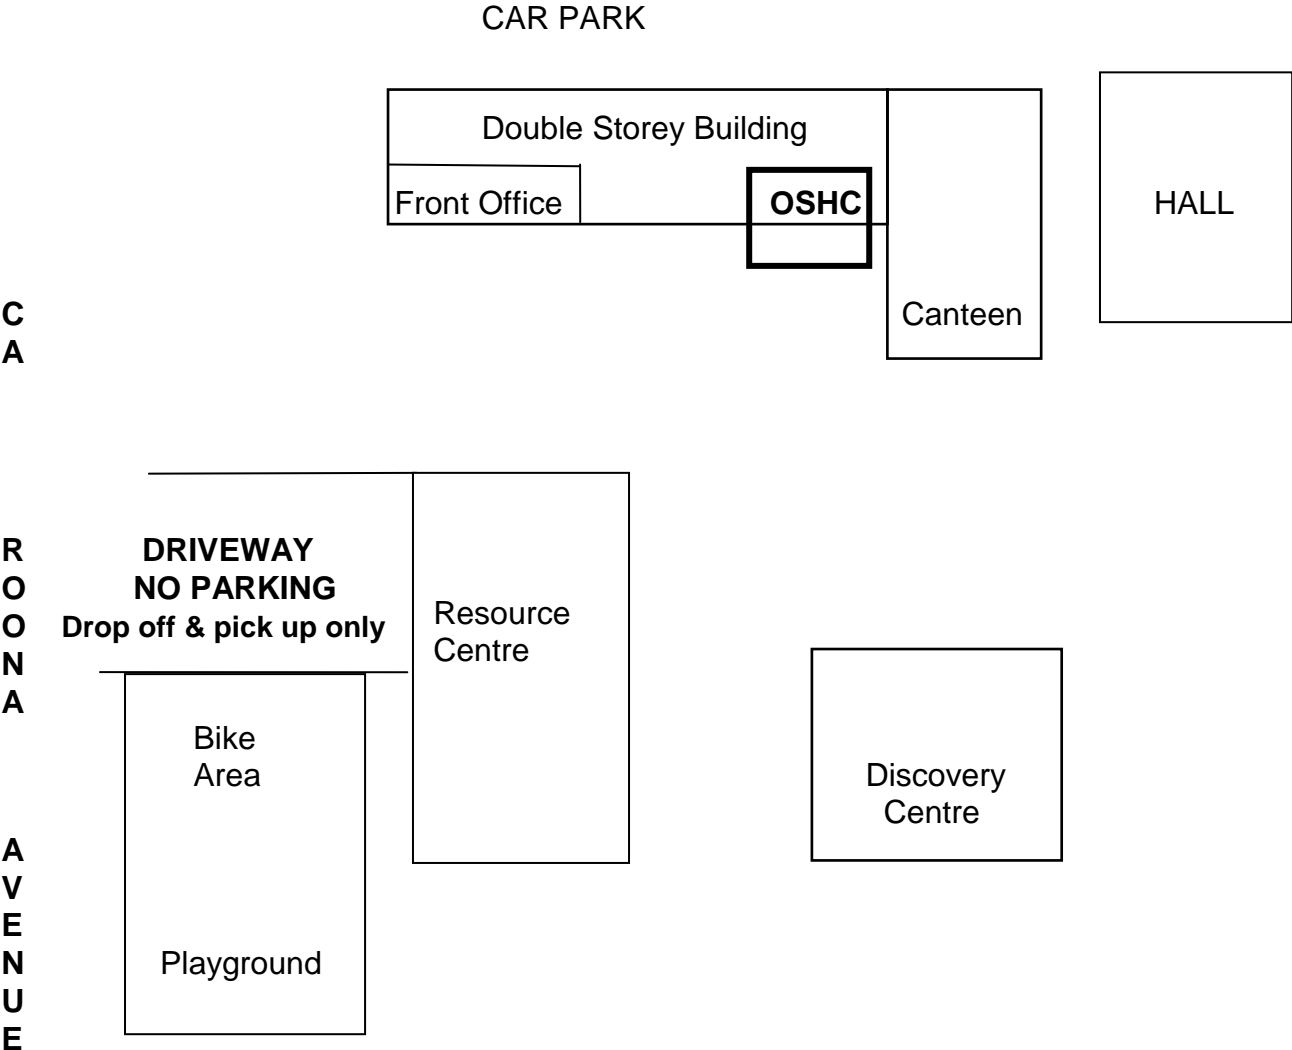 CAR PARK
Double Storey Building
Front Office
OSHC
HALL
Canteen
C
A
R
O
O
N
A
A
V
E
N
U
E
DRIVEWAY
NO PARKING
Drop off & pick up only
Resource
Centre
Bike
Area
Discovery
Centre
Playground